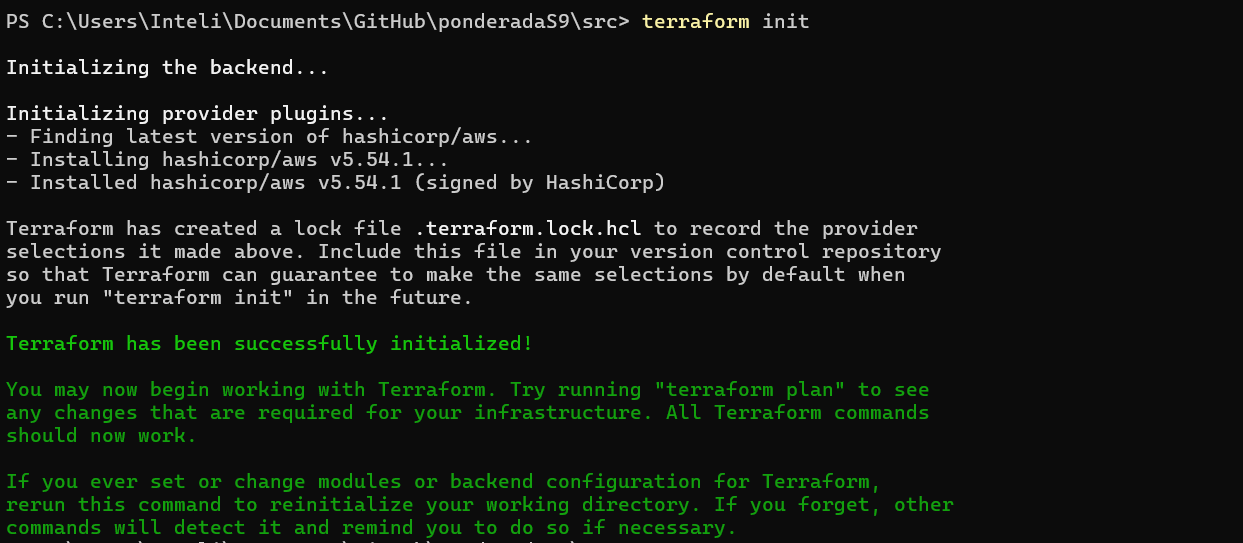 PS C:\Users\Inteli\Documents\GitHub\ponderadaS9\src> terraform init
Initializing the backend...
Initializing provider plugins...
- Finding latest version of hashicorp/aws...
- Installing hashicorp/aws v5.54.1...
- Installed hashicorp/aws v5.54.1 (signed by HashiCorp)
Terraform has created a lock file .terraform.lock.hcl to record the provider
selections it made above. Include this file in your version control repository
so that Terraform can guarantee to make the same selections by default when
you run "terraform init" in the future.
Terraform has been successfully initialized!
You may now begin working with Terraform. Try running "terraform plan" to see
any changes that are required for your infrastructure. All Terraform commands
should now work.
If you ever set or change modules or backend configuration for Terraform,
rerun this command to reinitialize your working directory. If you forget, other
commands will detect it and remind you to do so if necessary.